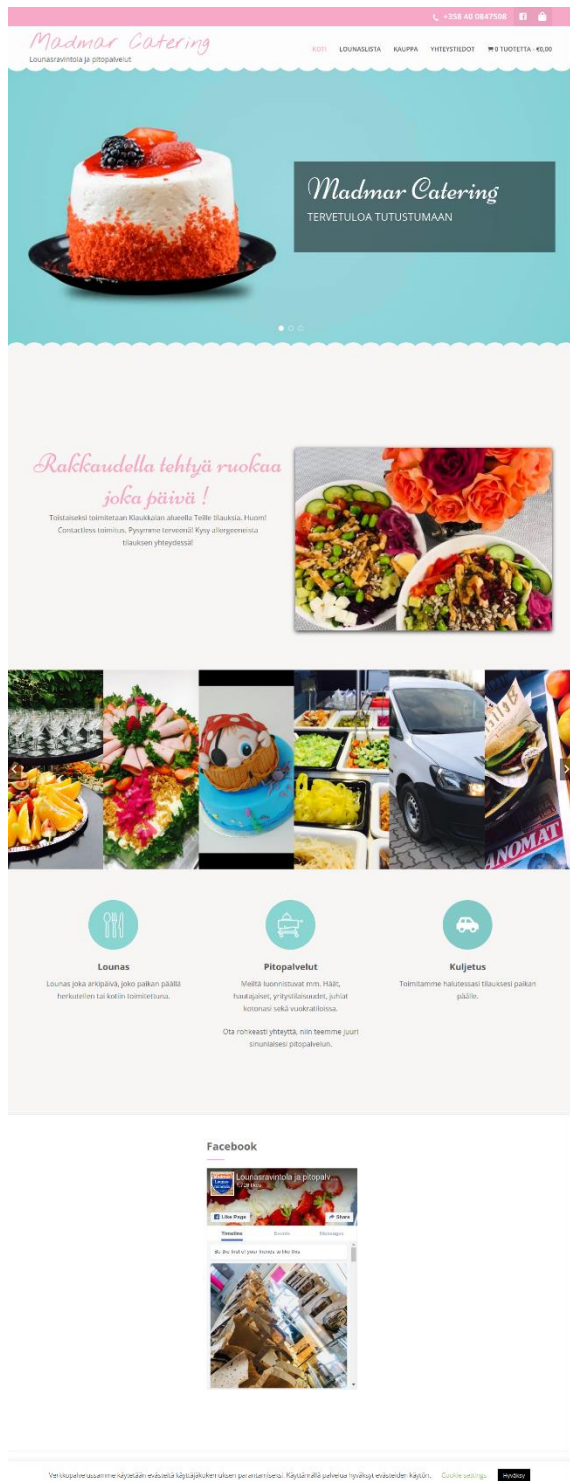 +358 40 0847508
Madmar Catering
Lounasravintola ja pitopalvelut
KOTI LOUNASLISTA KAUPPA YHTEYSTIEDOT 0 TUOTETTA - €0,00
Madmar Catering
TERVETULOA TUTUSTUMAAN
Rakkaudella tehtyä ruokaa
joka päivä !
Toistaiseksi toimitetaan Klaukkalan alueella Teille tilauksia. Huom!
Contactless toimitus. Pysymme terveenä! Kysy allergeeneista
tilauksen yhteydessä!
ANOMAT
Lounas
Lounas joka arkipäivä, joko paikan päällä
herkutellen tai kotiin toimitettuna.
Pitopalvelut
Meiltä luonnistuvat mm. Häät,
hautajaiset, yritystilaisuudet, juhlat
kotonasi sekä vuokratiloissa.
Ota rohkeasti yhteyttä, niin teemme juuri
sinunlaisesi pitopalvelun.
Kuljetus
Toimitamme halutessasi tilauksesi paikan
päälle.
Facebook
Lounasravintola ja pitopalv...
Like Page Share
Timeline Events Messages
Be the first of your friends to like this
Verkkopalvelussamme käytetään evästeitä käyttäjäkokemuksen parantamiseksi. Käyttämällä palvelua hyväksyt evästeiden käytön. Cookie settings Hyväksy